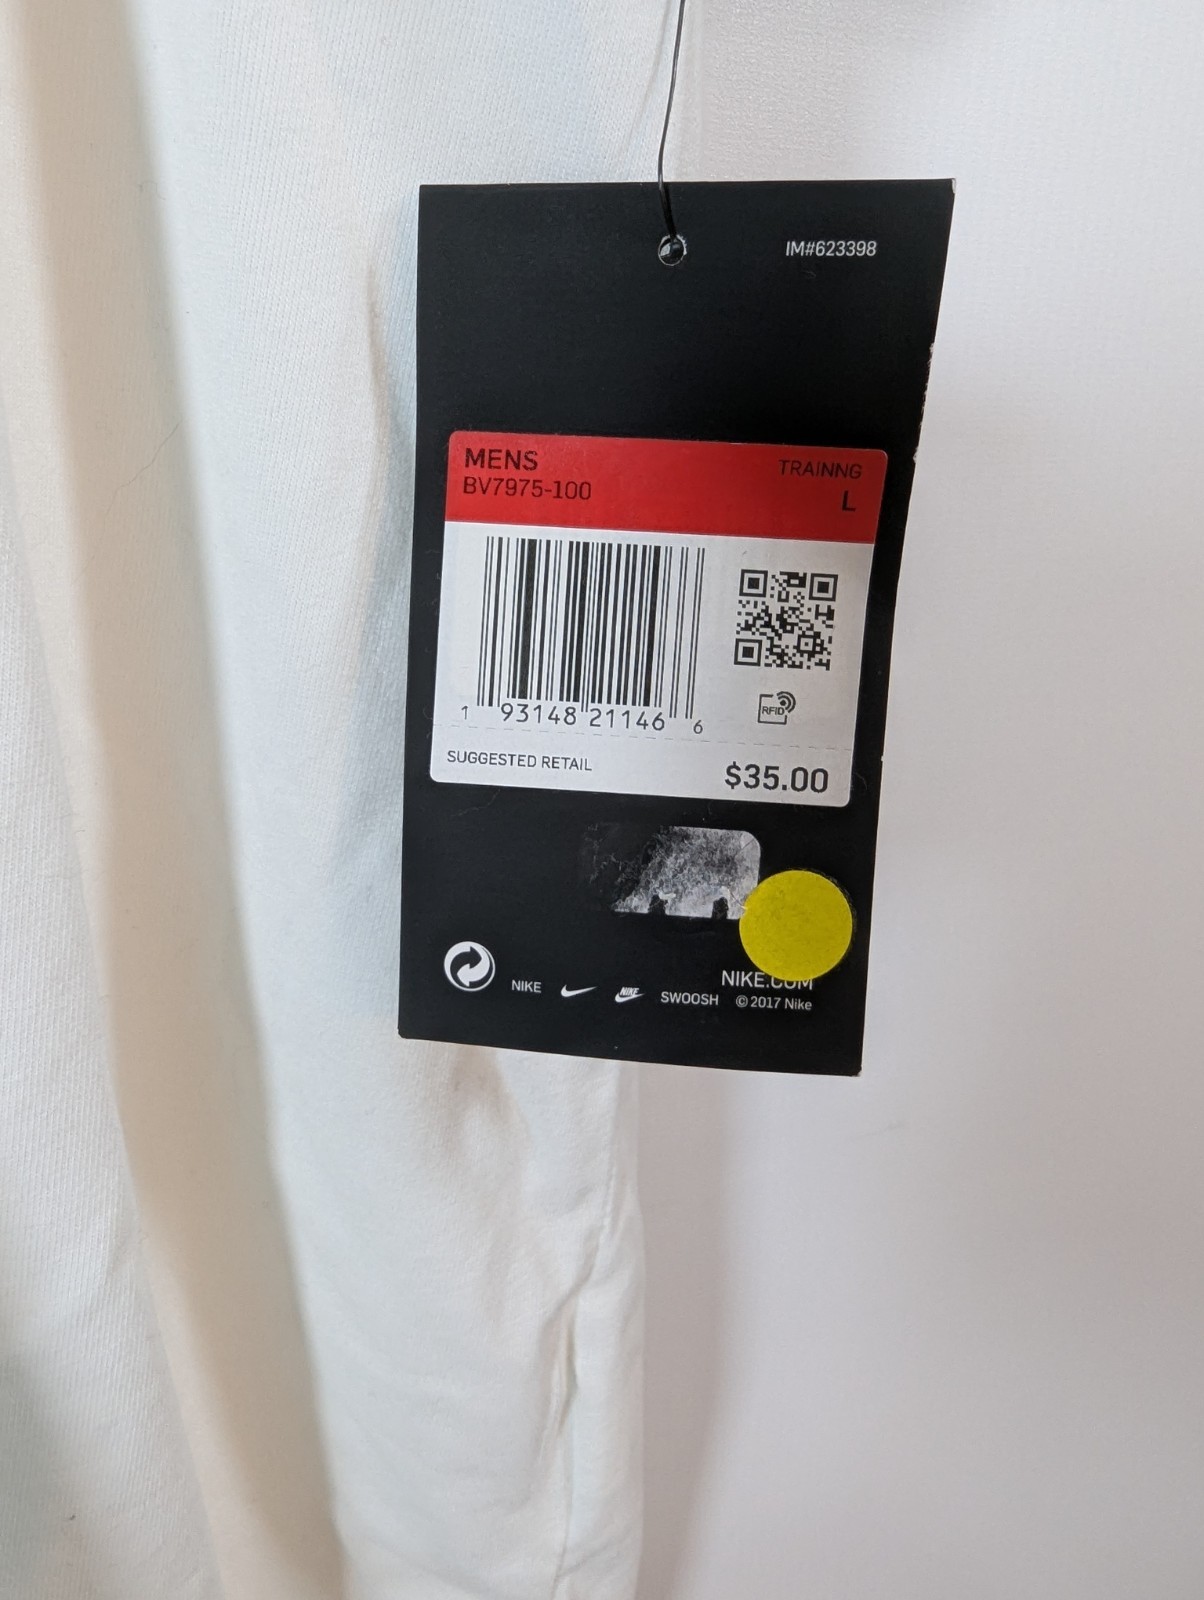 IM#623398
MENS TRAINNG
BV7975-100 L
1 93148 21146 6
RFID
SUGGESTED RETAIL $35.00
NIKE.COM
NIKE NIKE SWOOSH © 2017 Nike